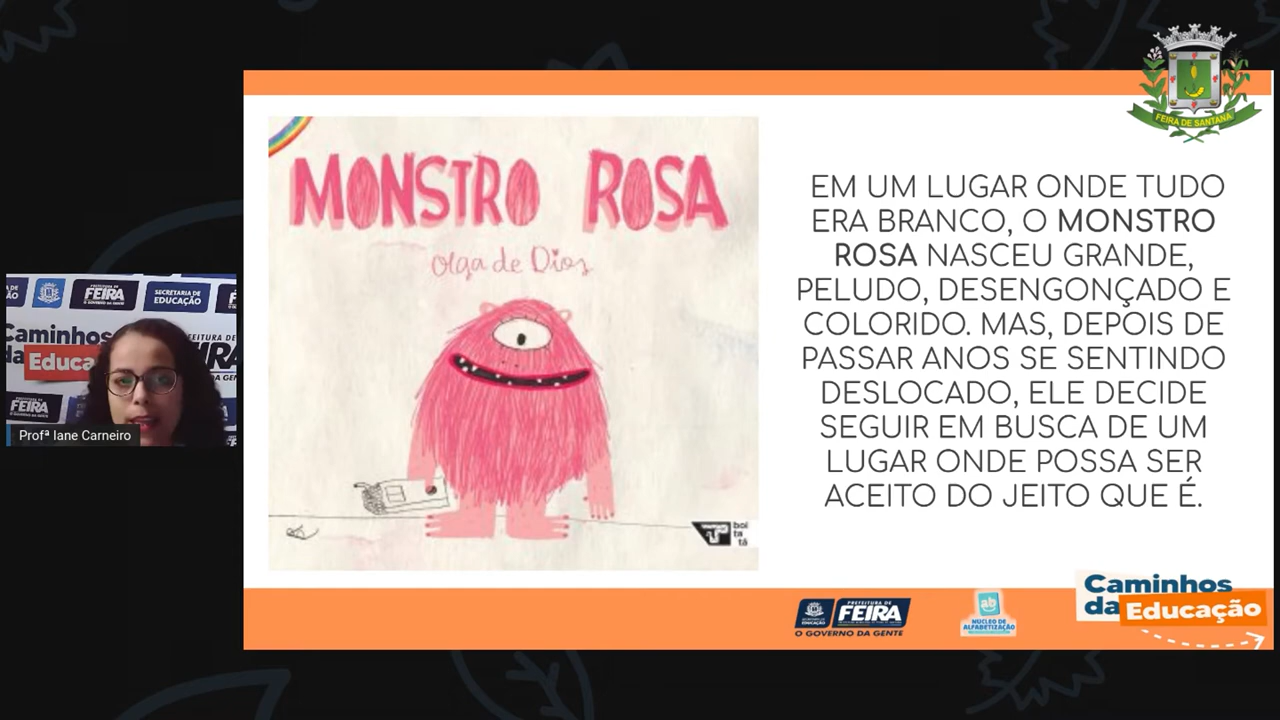 FEIRA DE SANTANA
MONSTRO ROSA
olga de Dios
boi
ta
tá
EM UM LUGAR ONDE TUDO
ERA BRANCO, O MONSTRO
ROSA NASCEU GRANDE,
PELUDO, DESENGONÇADO E
COLORIDO. MAS, DEPOIS DE
PASSAR ANOS SE SENTINDO
DESLOCADO, ELE DECIDE
SEGUIR EM BUSCA DE UM
LUGAR ONDE POSSA SER
ACEITO DO JEITO QUE É.
FEIRA
SECRETARIA DE
EDUCAÇÃO
Caminhos
da
Educa
FEIRA
Profª Iane Carneiro
PREFEITURA DE
FEIRA
O GOVERNO DA GENTE
ab
NÚCLEO DE
ALFABETIZAÇÃO
Caminhos
da Educação